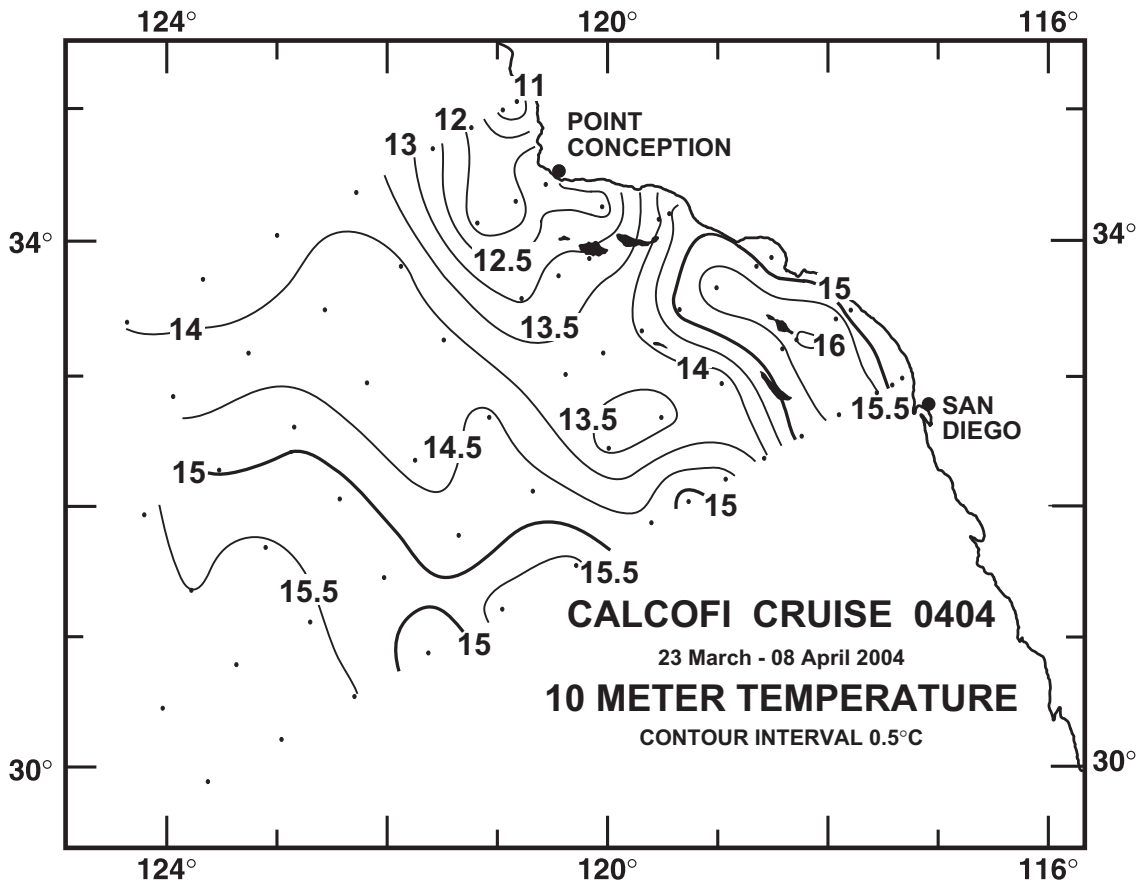 124° 120° 116°
11
12.
POINT
CONCEPTION
13
34° 34°
12.5
15
14
13.5
16
14
15.5
SAN
DIEGO
13.5
14.5
15
15
15.5
15.5
CALCOFI CRUISE 0404
15
23 March - 08 April 2004
10 METER TEMPERATURE
CONTOUR INTERVAL 0.5°C
30° 30°
124° 120° 116°